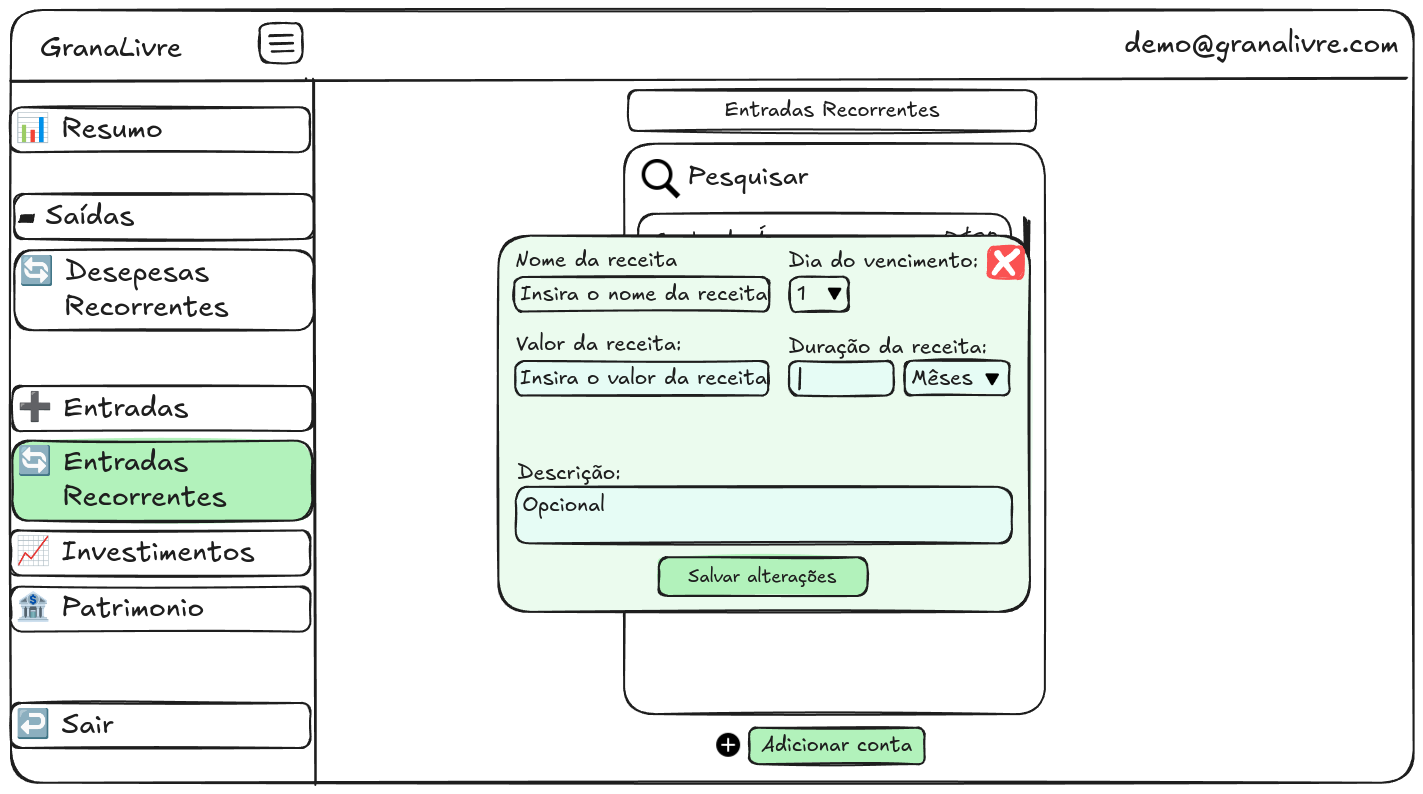 GranaLivre
demo@granalivre.com
Resumo
Saídas
Desepesas
Recorrentes
Entradas
Entradas
Recorrentes
Investimentos
Patrimonio
Sair
Entradas Recorrentes
Pesquisar
Nome da receita
Insira o nome da receita
Dia do vencimento:
1
Valor da receita:
Insira o valor da receita
Duração da receita:
Mêses
Descrição:
Opcional
Salvar alterações
Adicionar conta